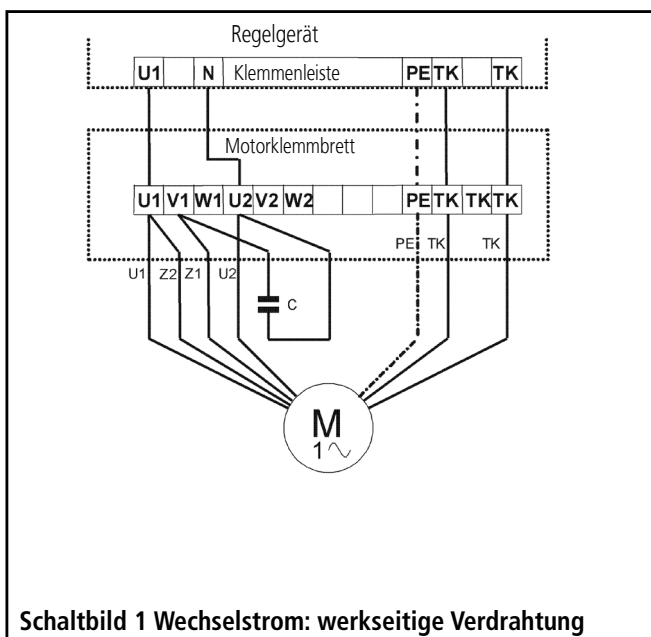 Regelgerät
U1 N Klemmenleiste PE TK TK
Motorklemmbrett
U1 V1 W1 U2 V2 W2 PE TK TK TK
PE TK TK
U1 Z2 Z1 U2
C
M
1~
Schaltbild 1 Wechselstrom: werkseitige Verdrahtung